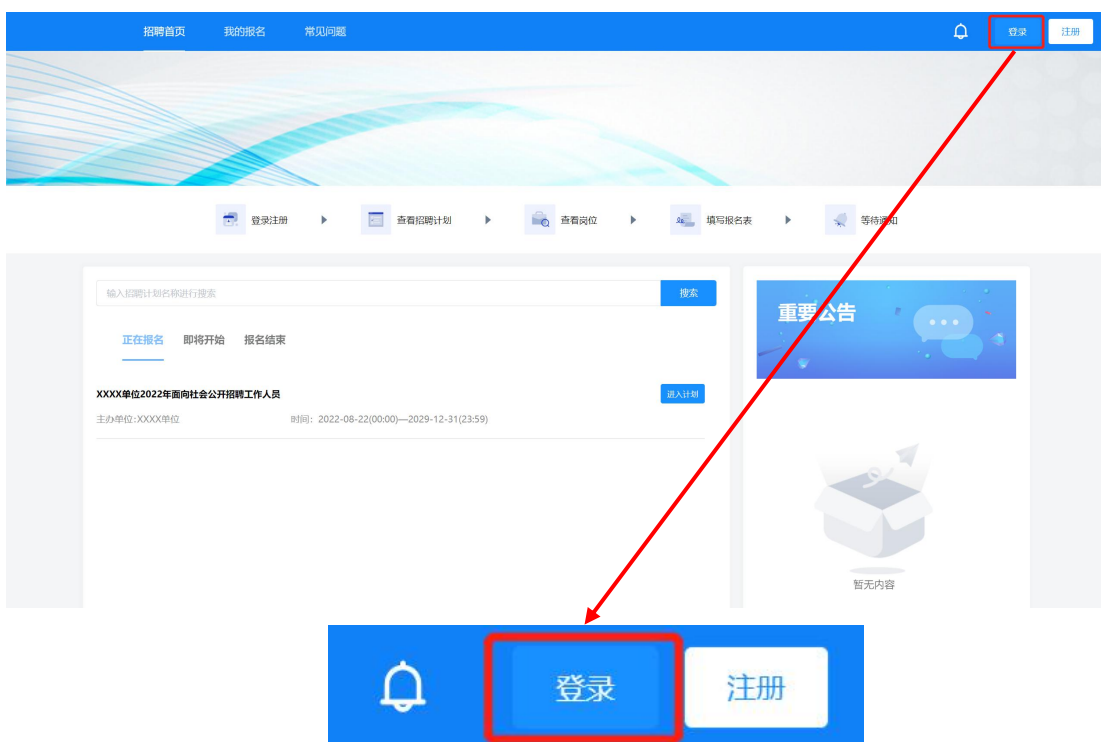 招聘首页 我的报名 常见问题 登录 注册
登录注册 查看招聘计划 查看岗位 填写报名表 等待通知
输入招聘计划名称进行搜索 搜索
重要公告
正在报名 即将开始 报名结束
XXXX单位2022年面向社会公开招聘工作人员 进入计划
主办单位:XXXX单位 时间：2022-08-22(00:00)—2029-12-31(23:59)
暂无内容
登录 注册